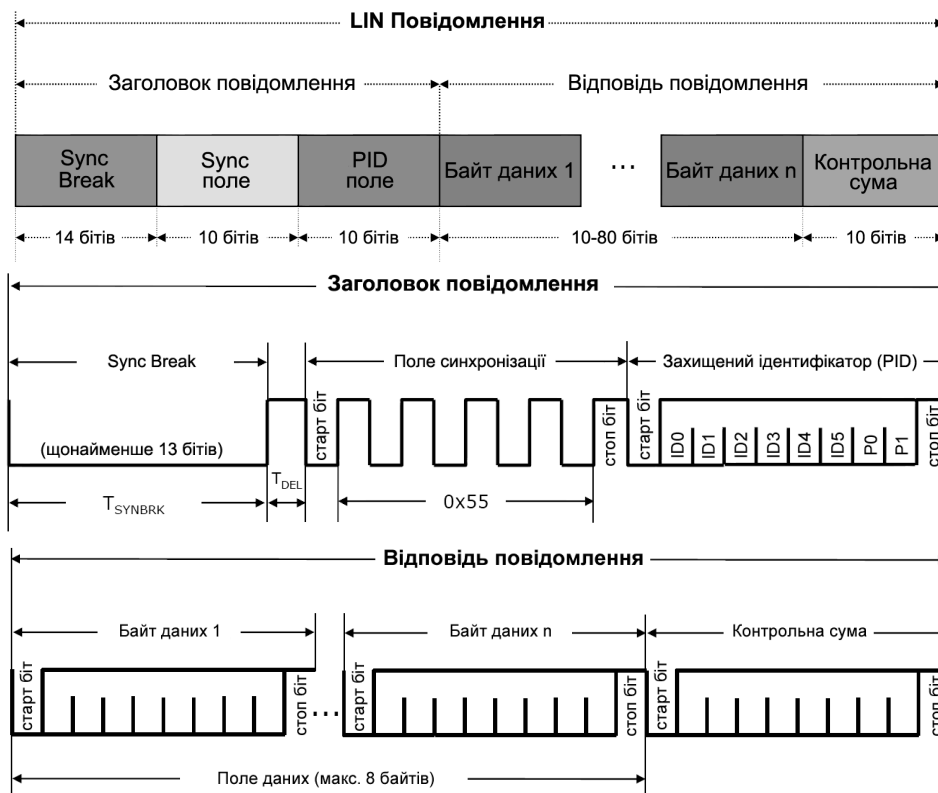 LIN Повідомлення
Заголовок повідомлення
Відповідь повідомлення
Sync
Break
Sync
поле
PID
поле
Байт даних 1
...
Байт даних n
Контрольна
сума
14 бітів
10 бітів
10 бітів
10-80 бітів
10 бітів
Заголовок повідомлення
Sync Break
Поле синхронізації
Захищений ідентифікатор (PID)
(щонайменше 13 бітів)
старт біт
стоп біт
старт біт
ID0
ID1
ID2
ID3
ID4
ID5
P0
P1
стоп біт
TDEL
TSYNBRK
0x55
Відповідь повідомлення
Байт даних 1
Байт даних n
Контрольна сума
старт біт
стоп біт
...
старт біт
стоп біт
старт біт
стоп біт
Поле даних (макс. 8 байтів)